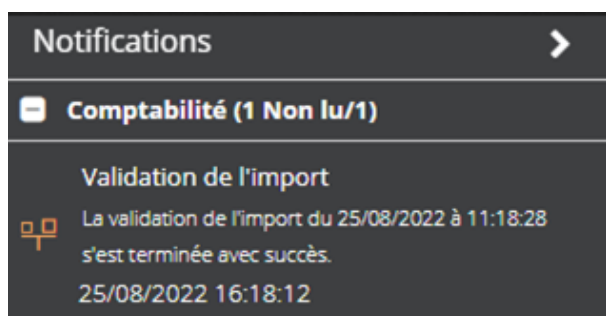 Notifications
Comptabilité (1 Non lu/1)
Validation de l'import
La validation de l'import du 25/08/2022 à 11:18:28
s'est terminée avec succès.
25/08/2022 16:18:12